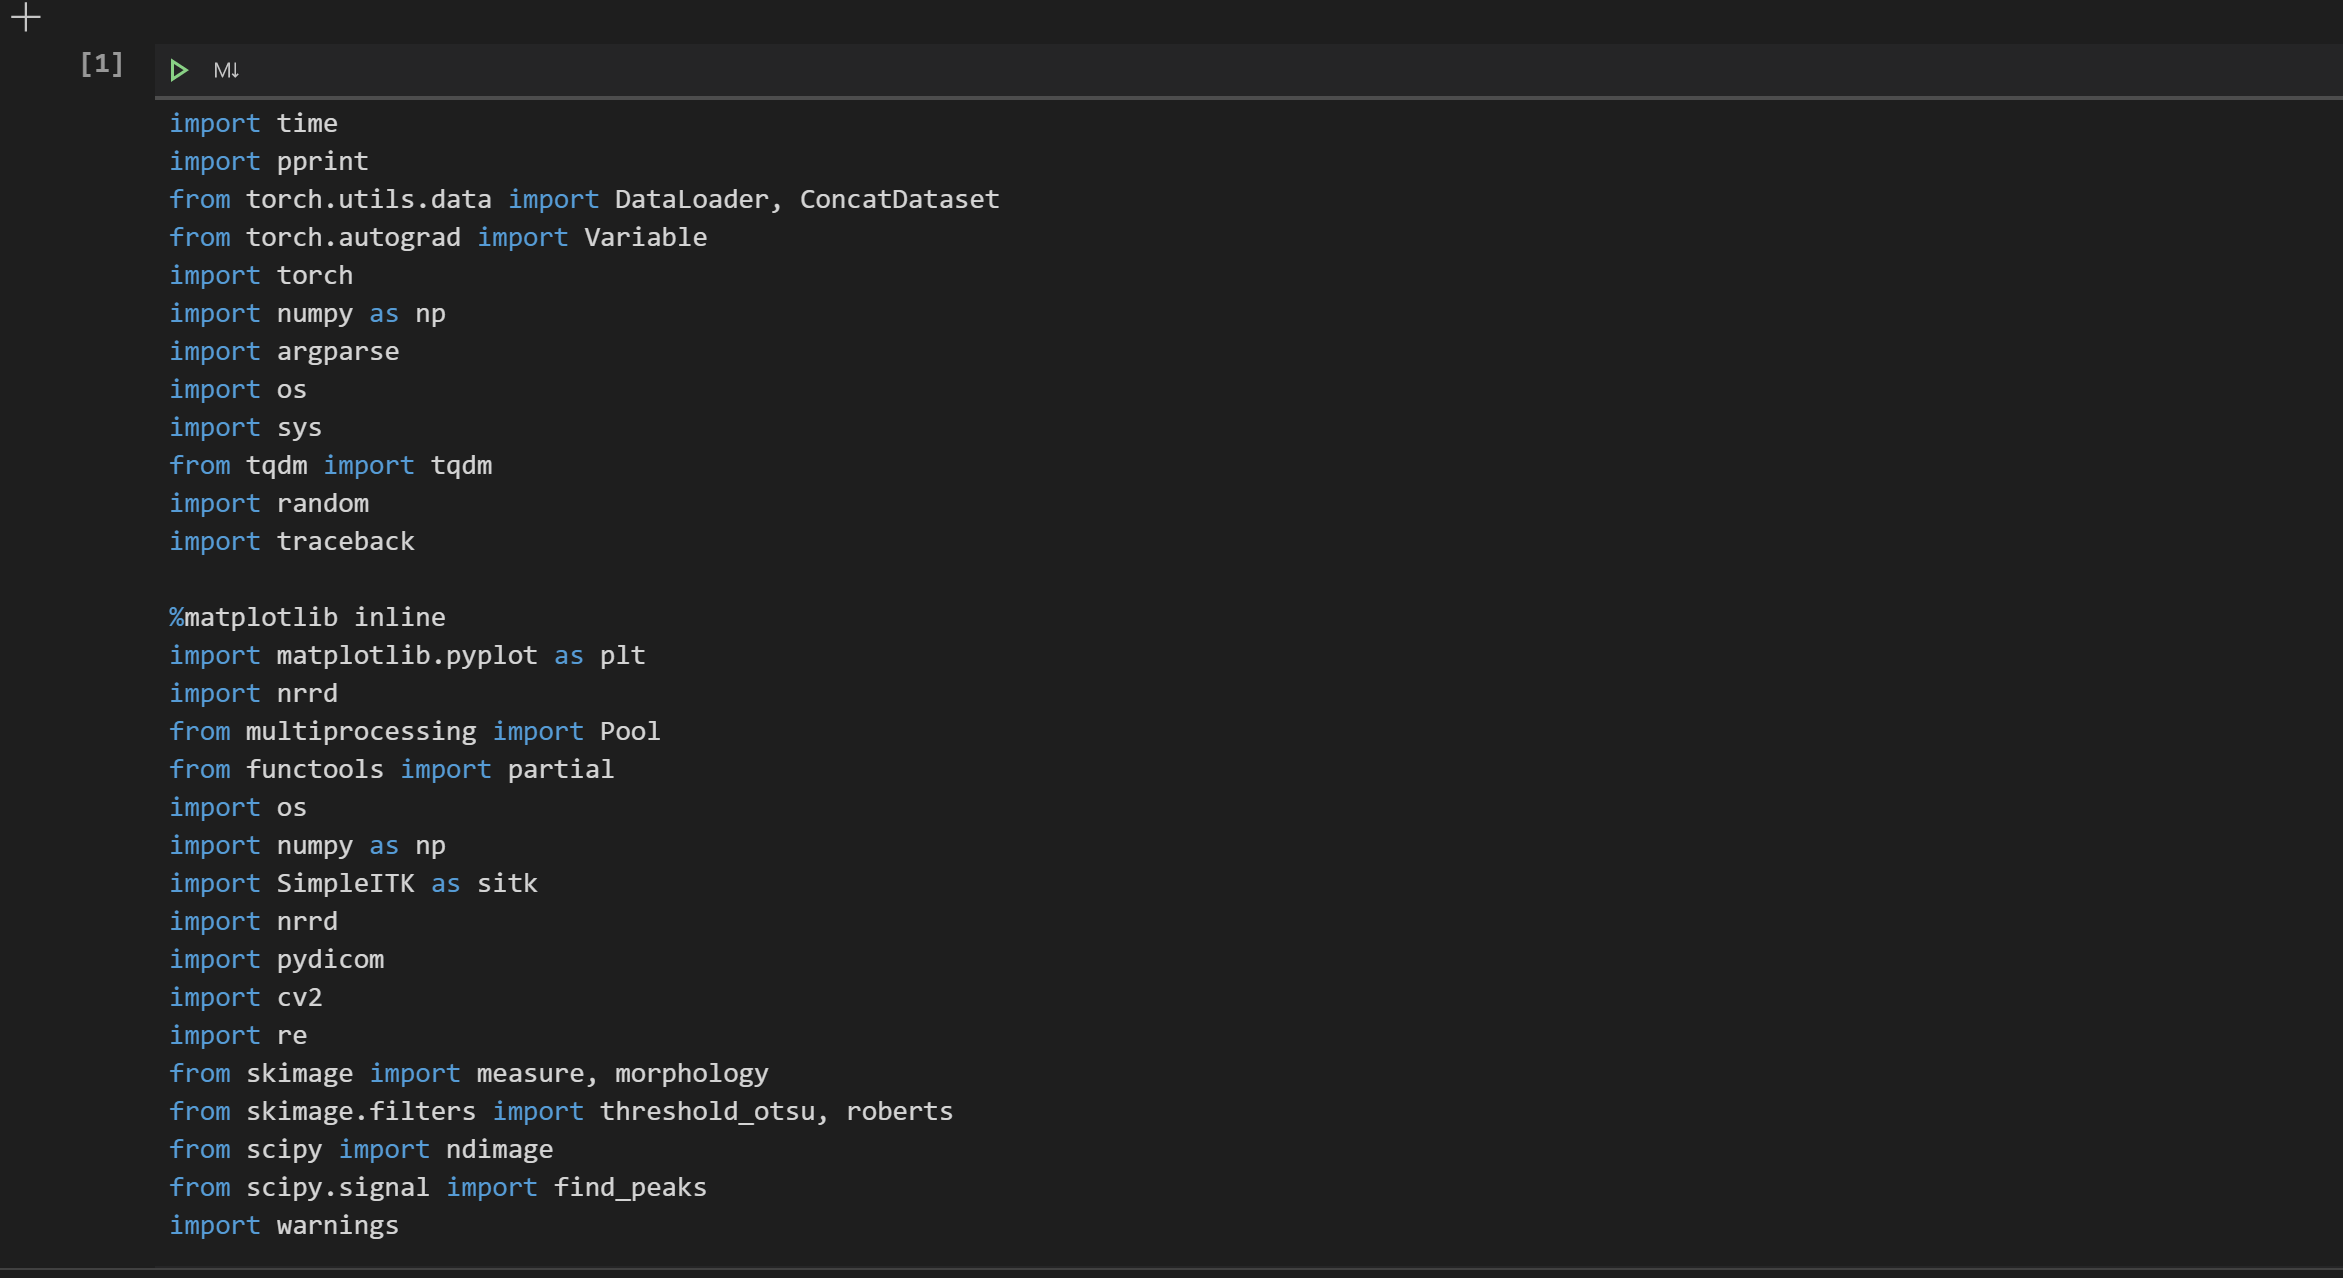 [1]
M↓
import time
import pprint
from torch.utils.data import DataLoader, ConcatDataset
from torch.autograd import Variable
import torch
import numpy as np
import argparse
import os
import sys
from tqdm import tqdm
import random
import traceback
%matplotlib inline
import matplotlib.pyplot as plt
import nrrd
from multiprocessing import Pool
from functools import partial
import os
import numpy as np
import SimpleITK as sitk
import nrrd
import pydicom
import cv2
import re
from skimage import measure, morphology
from skimage.filters import threshold_otsu, roberts
from scipy import ndimage
from scipy.signal import find_peaks
import warnings